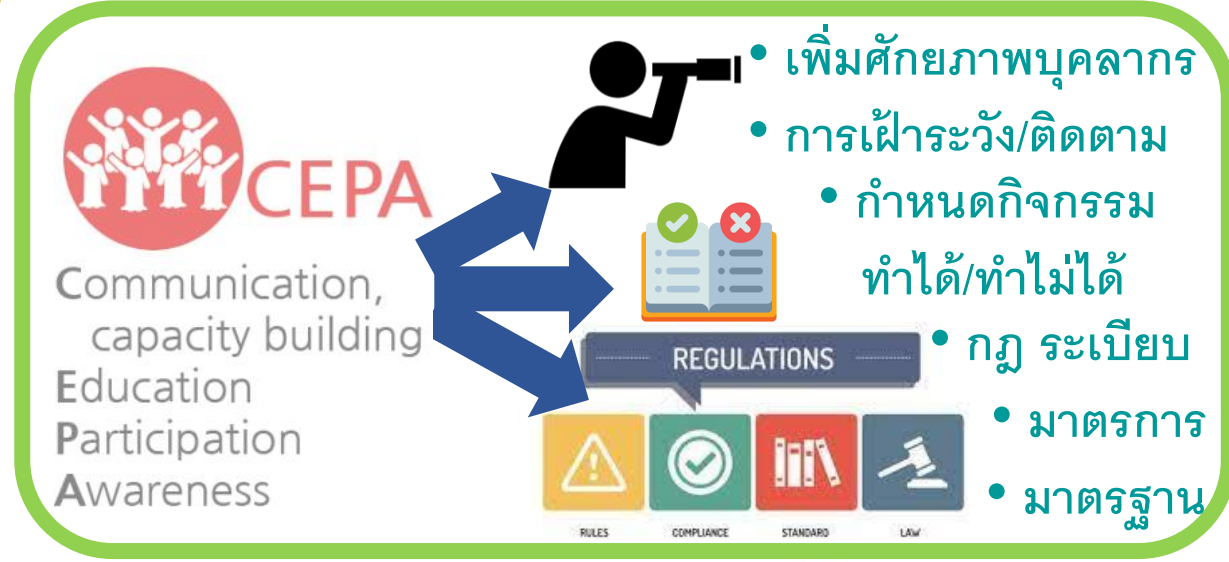 CEPA
Communication,
capacity building
Education
Participation
Awareness
• เพิ่มศักยภาพบุคลากร
• การเฝ้าระวัง/ติดตาม
• กำหนดกิจกรรม
ทำได้/ทำไม่ได้
• กฎ ระเบียบ
• มาตรการ
• มาตรฐาน
REGULATIONS
RULES
COMPLIANCE
STANDARD
LAW